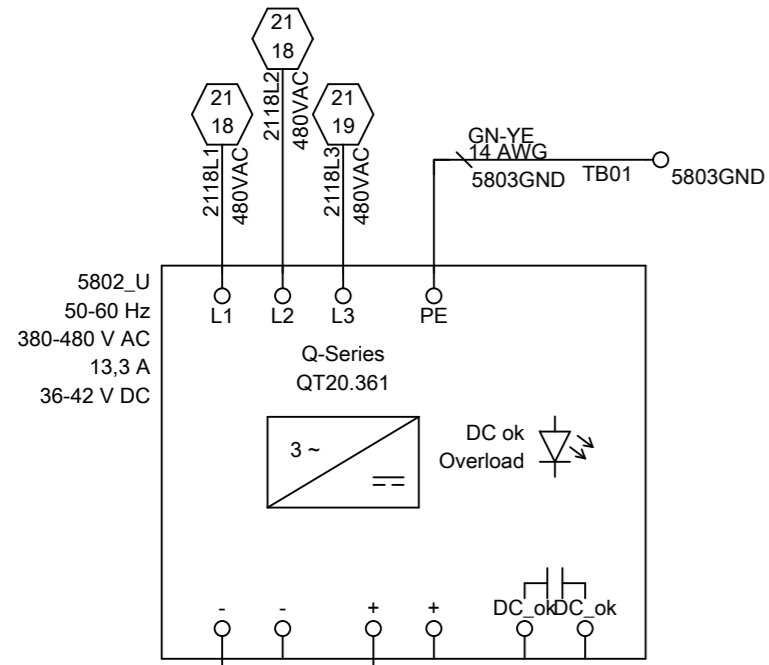 21
18
21
18
21
19
2118L1
480VAC
2118L2
480VAC
2118L3
480VAC
GN-YE
14 AWG
5803GND
TB01
5803GND
5802_U
50-60 Hz
380-480 V AC
13,3 A
36-42 V DC
L1
L2
L3
PE
Q-Series
QT20.361
3 ~
DC ok
Overload
-
-
+
+
DC_ok
DC_ok